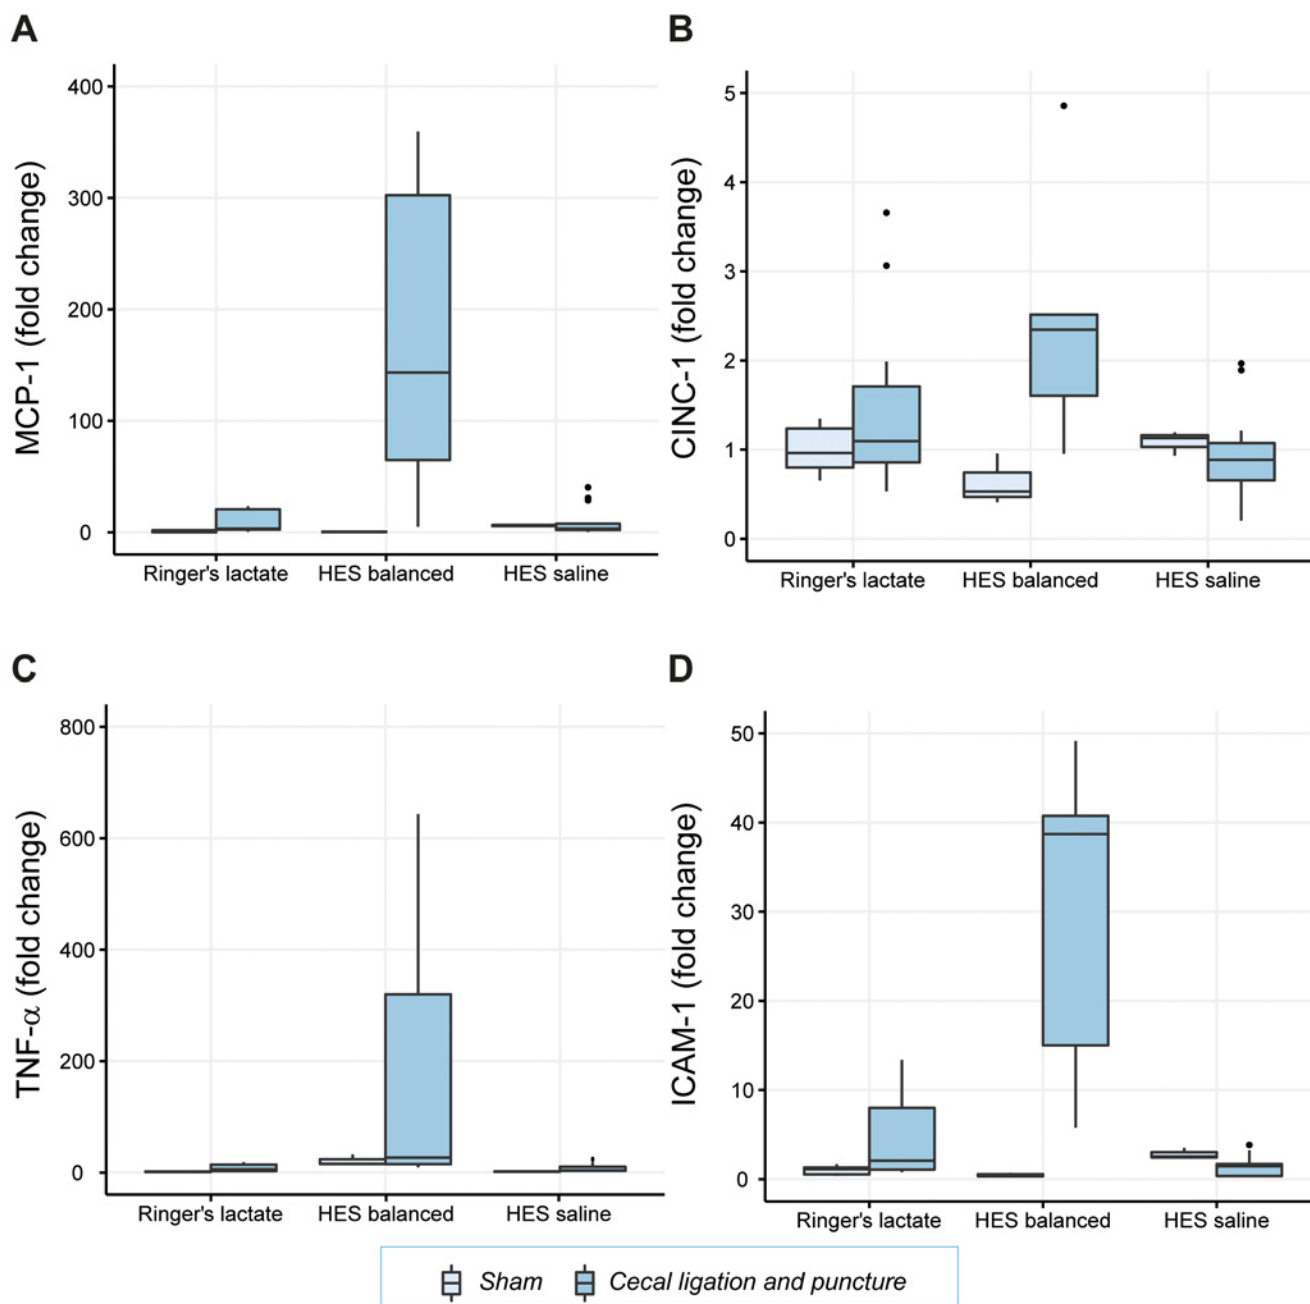 A
MCP-1 (fold change)
400
300
200
100
0
Ringer's lactate HES balanced HES saline
B
CINC-1 (fold change)
5
4
3
2
1
0
Ringer's lactate HES balanced HES saline
C
TNF-α (fold change)
800
600
400
200
0
Ringer's lactate HES balanced HES saline
D
ICAM-1 (fold change)
50
40
30
20
10
0
Ringer's lactate HES balanced HES saline
Sham Cecal ligation and puncture